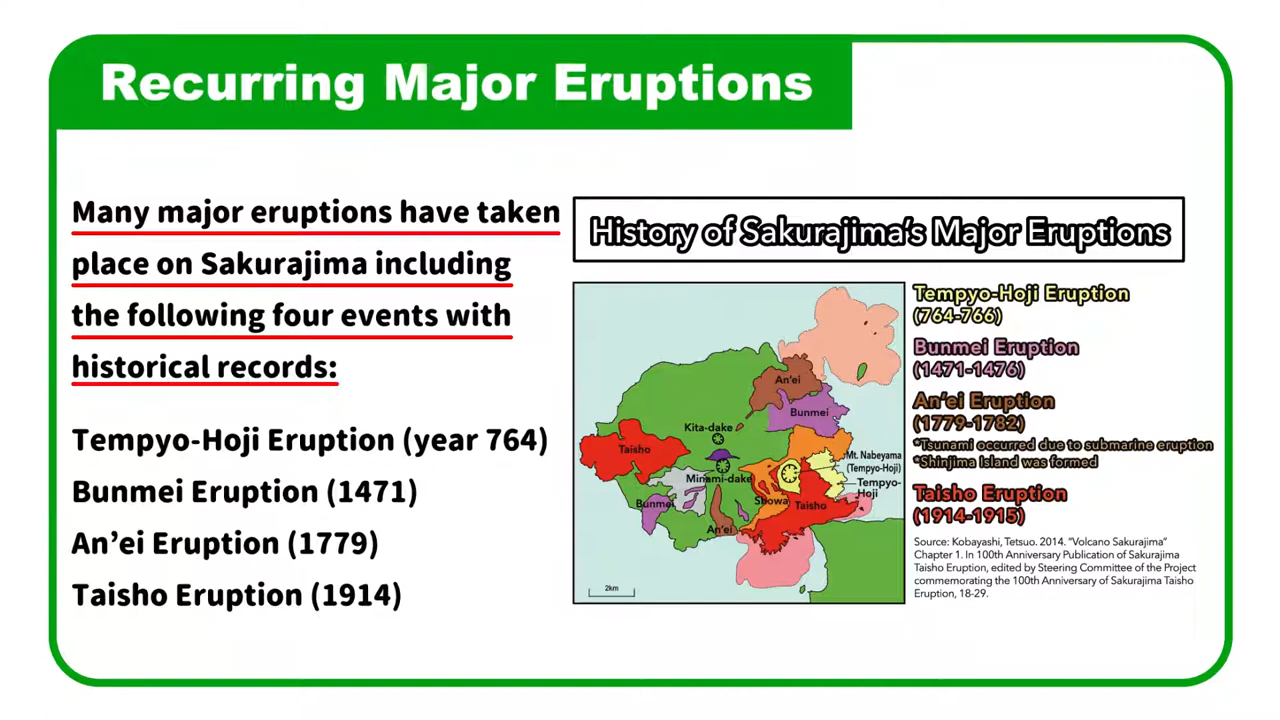 Recurring Major Eruptions
Many major eruptions have taken
place on Sakurajima including
the following four events with
historical records:
Tempyo-Hoji Eruption (year 764)
Bunmei Eruption (1471)
An’ei Eruption (1779)
Taisho Eruption (1914)
History of Sakurajima's Major Eruptions
An'ei
Bunmei
Kita-dake
Taisho
Mt. Nabeyama
(Tempyo-Hoji)
Minami-dake
Tempyo-
Hoji
Bunmei
Showa
Taisho
An'ei
2km
Tempyo-Hoji Eruption
(764-766)
Bunmei Eruption
(1471-1476)
An'ei Eruption
(1779-1782)
*Tsunami occurred due to submarine eruption
*Shinjima Island was formed
Taisho Eruption
(1914-1915)
Source: Kobayashi, Tetsuo. 2014. “Volcano Sakurajima”
Chapter 1. In 100th Anniversary Publication of Sakurajima
Taisho Eruption, edited by Steering Committee of the Project
commemorating the 100th Anniversary of Sakurajima Taisho
Eruption, 18-29.